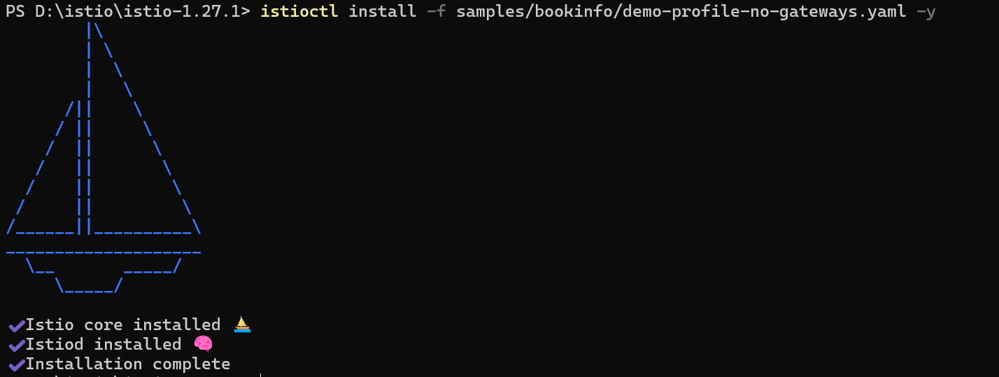 PS D:\istio\istio-1.27.1> istioctl install -f samples/bookinfo/demo-profile-no-gateways.yaml -y
✔Istio core installed ⛵
✔Istiod installed 🧠
✔Installation complete